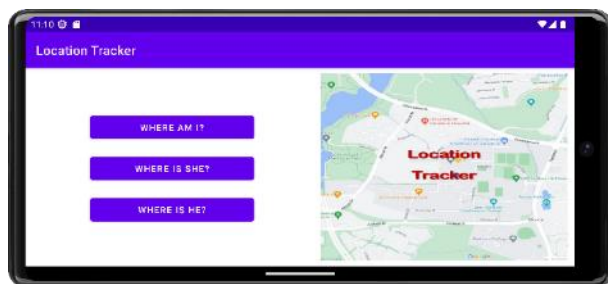 11:10
Location Tracker
WHERE AM I?
WHERE IS SHE?
WHERE IS HE?
Location
Tracker
Google